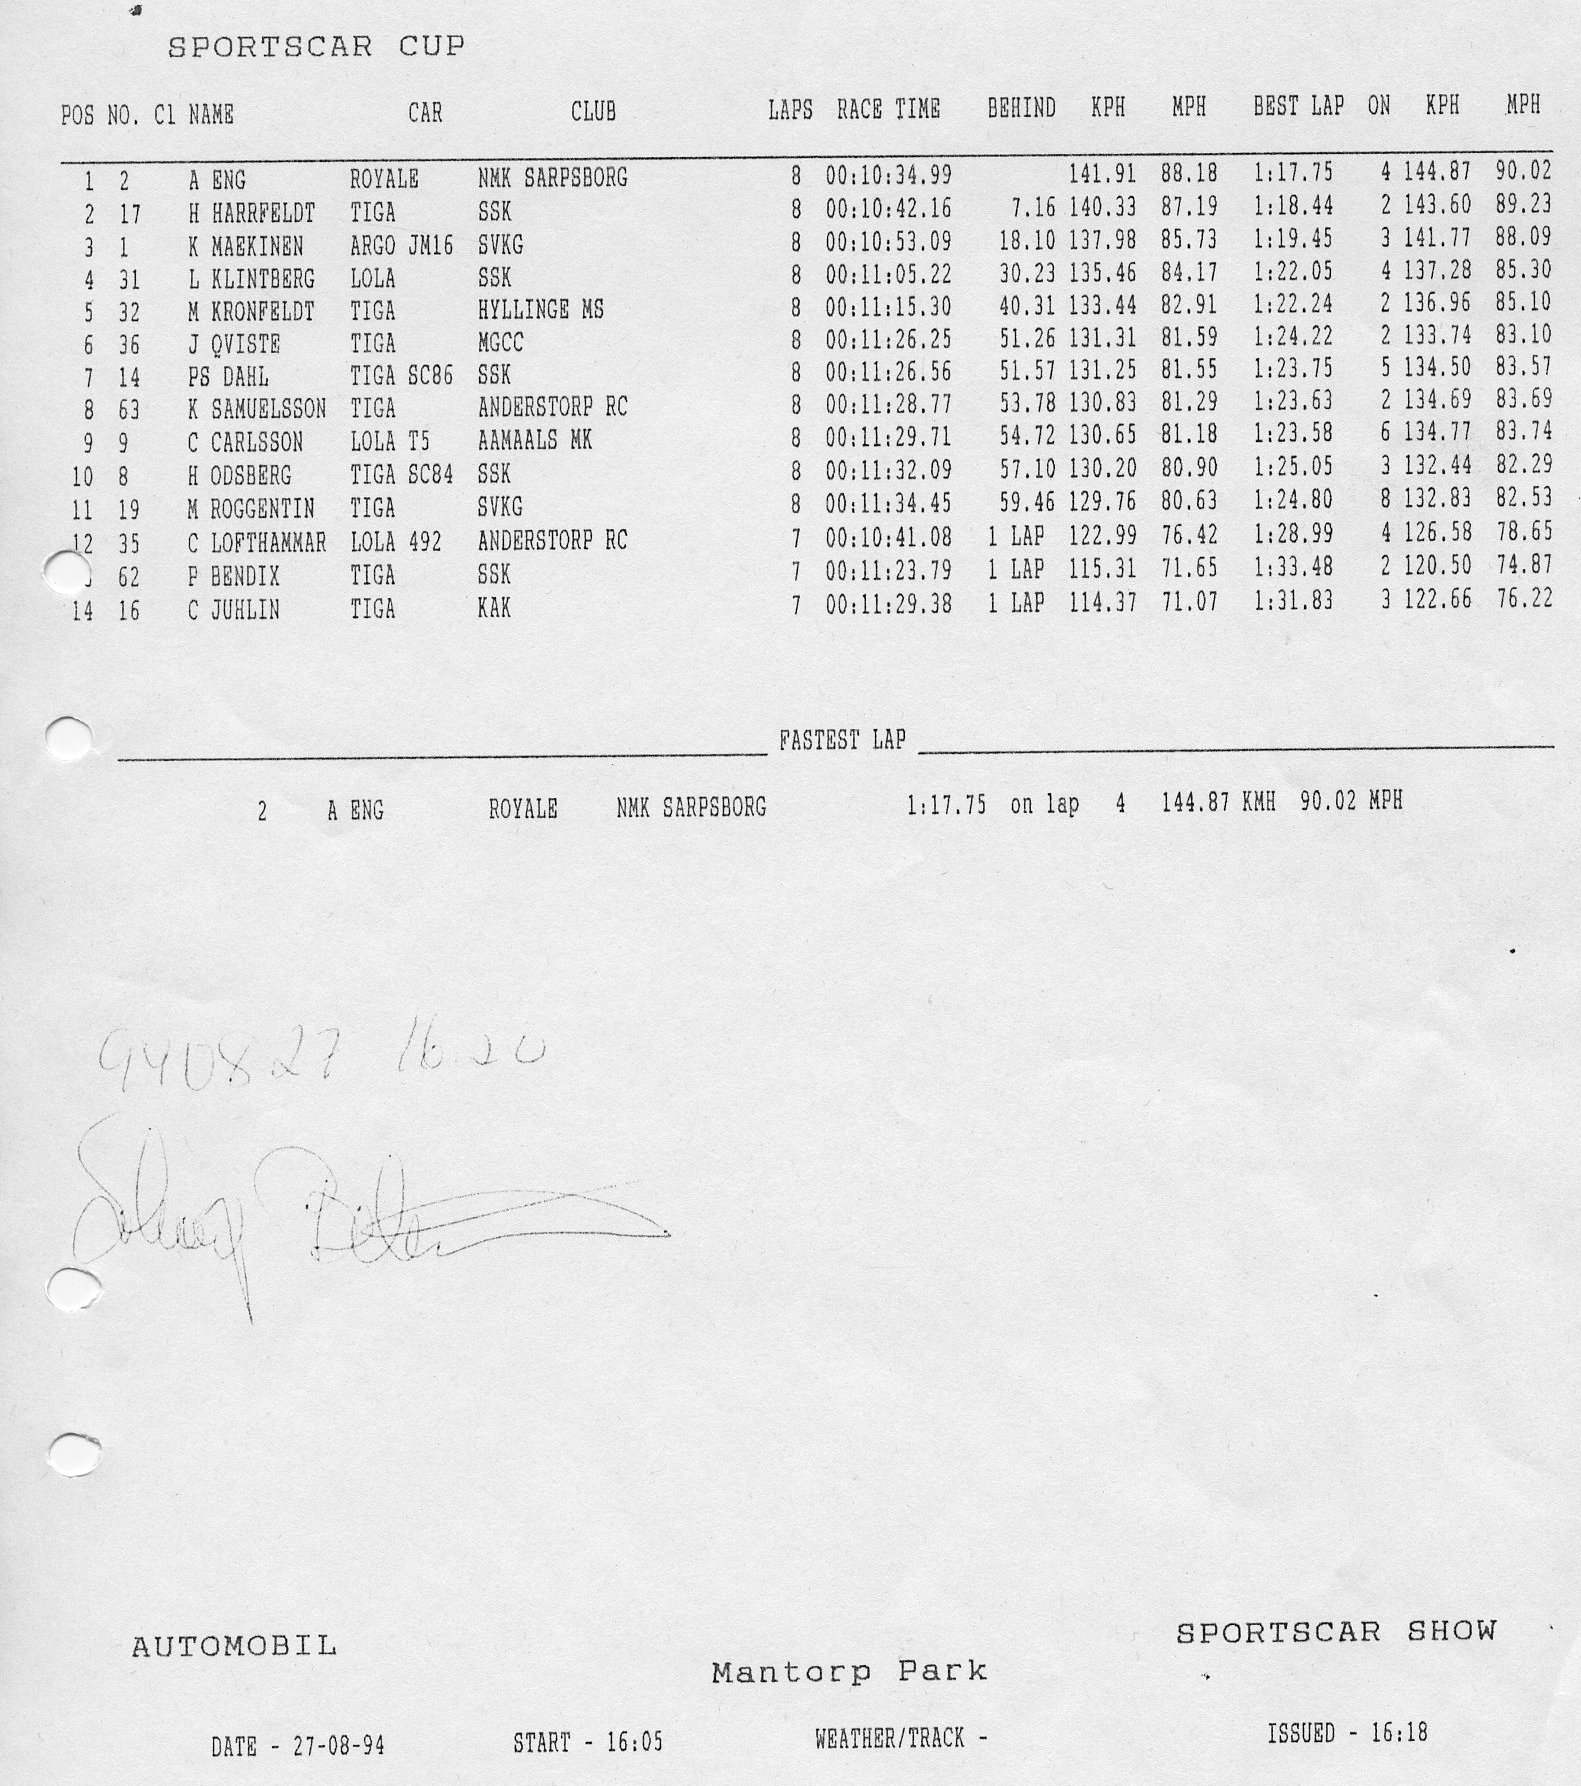 SPORTSCAR CUP
POS NO. Cl NAME CAR CLUB LAPS RACE TIME BEHIND KPH MPH BEST LAP ON KPH MPH
1 2 A ENG ROYALE NMK SARPSBORG 8 00:10:34.99 141.91 88.18 1:17.75 4 144.87 90.02
2 17 H HARRFELDT TIGA SSK 8 00:10:42.16 7.16 140.33 87.19 1:18.44 2 143.60 89.23
3 1 K MAEKINEN ARGO JM16 SVKG 8 00:10:53.09 18.10 137.98 85.73 1:19.45 3 141.77 88.09
4 31 L KLINTBERG LOLA SSK 8 00:11:05.22 30.23 135.46 84.17 1:22.05 4 137.28 85.30
5 32 M KRONFELDT TIGA HYLLINGE MS 8 00:11:15.30 40.31 133.44 82.91 1:22.24 2 136.96 85.10
6 36 J QVISTE TIGA MGCC 8 00:11:26.25 51.26 131.31 81.59 1:24.22 2 133.74 83.10
7 14 PS DAHL TIGA SC86 SSK 8 00:11:26.56 51.57 131.25 81.55 1:23.75 5 134.50 83.57
8 63 K SAMUELSSON TIGA ANDERSTORP RC 8 00:11:28.77 53.78 130.83 81.29 1:23.63 2 134.69 83.69
9 9 C CARLSSON LOLA T5 AAMAALS MK 8 00:11:29.71 54.72 130.65 81.18 1:23.58 6 134.77 83.74
10 8 H ODSBERG TIGA SC84 SSK 8 00:11:32.09 57.10 130.20 80.90 1:25.05 3 132.44 82.29
11 19 M ROGGENTIN TIGA SVKG 8 00:11:34.45 59.46 129.76 80.63 1:24.80 8 132.83 82.53
12 35 C LOFTHAMMAR LOLA 492 ANDERSTORP RC 7 00:10:41.08 1 LAP 122.99 76.42 1:28.99 4 126.58 78.65
62 P BENDIX TIGA SSK 7 00:11:23.79 1 LAP 115.31 71.65 1:33.48 2 120.50 74.87
14 16 C JUHLIN TIGA KAK 7 00:11:29.38 1 LAP 114.37 71.07 1:31.83 3 122.66 76.22
FASTEST LAP
2 A ENG ROYALE NMK SARPSBORG 1:17.75 on lap 4 144.87 KMH 90.02 MPH
940827 16.20
AUTOMOBIL
SPORTSCAR SHOW
Mantorp Park
DATE - 27-08-94 START - 16:05 WEATHER/TRACK - ISSUED - 16:18